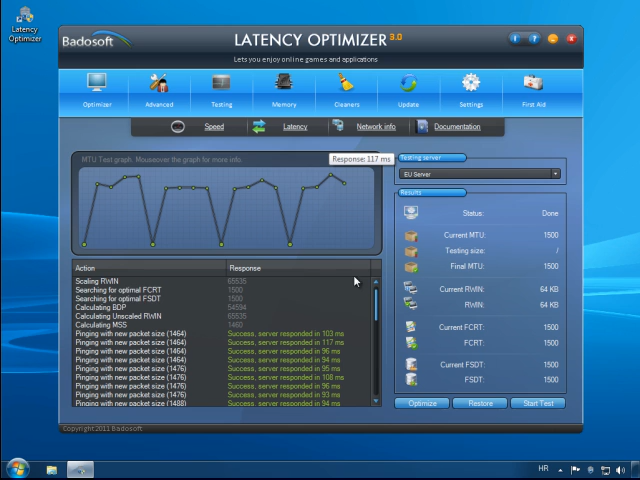 Latency
Optimizer
Badosoft
LATENCY OPTIMIZER 3.0
Lets you enjoy online games and applications
Optimizer
Advanced
Testing
Memory
Cleaners
Update
Settings
First Aid
Speed
Latency
Network info
Documentation
MTU Test graph. Mouseover the graph for more info.
Response: 117 ms
Testing server
EU Server
Results
Status: Done
Current MTU: 1500
Testing size: /
Final MTU: 1500
Current RWIN: 64 KB
RWIN: 64 KB
Current FCRT: 1500
FCRT: 1500
Current FSDT: 1500
FSDT: 1500
Optimize
Restore
Start Test
Action Response
Scaling RWIN 65535
Searching for optimal FCRT 1500
Searching for optimal FSDT 1500
Calculating BDP 54594
Calculating Unscaled RWIN 65535
Calculating MSS 1460
Pinging with new packet size (1464) Success, server responded in 103 ms
Pinging with new packet size (1464) Success, server responded in 117 ms
Pinging with new packet size (1464) Success, server responded in 96 ms
Pinging with new packet size (1464) Success, server responded in 94 ms
Pinging with new packet size (1476) Success, server responded in 95 ms
Pinging with new packet size (1476) Success, server responded in 108 ms
Pinging with new packet size (1476) Success, server responded in 96 ms
Pinging with new packet size (1476) Success, server responded in 93 ms
Pinging with new packet size (1488) Success, server responded in 94 ms
Copyright 2011 Badosoft
HR